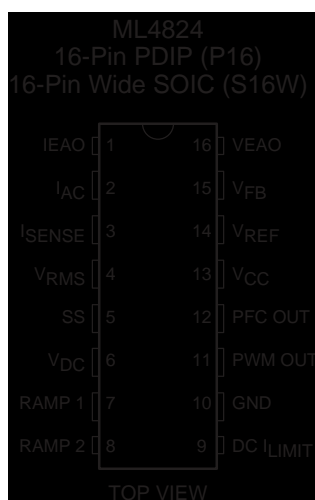 ML4824
16-Pin PDIP (P16)
16-Pin Wide SOIC (S16W)
IEAO 1 16 VEAO
IAC 2 15 VFB
ISENSE 3 14 VREF
VRMS 4 13 VCC
SS 5 12 PFC OUT
VDC 6 11 PWM OUT
RAMP 1 7 10 GND
RAMP 2 8 9 DC ILIMIT
TOP VIEW